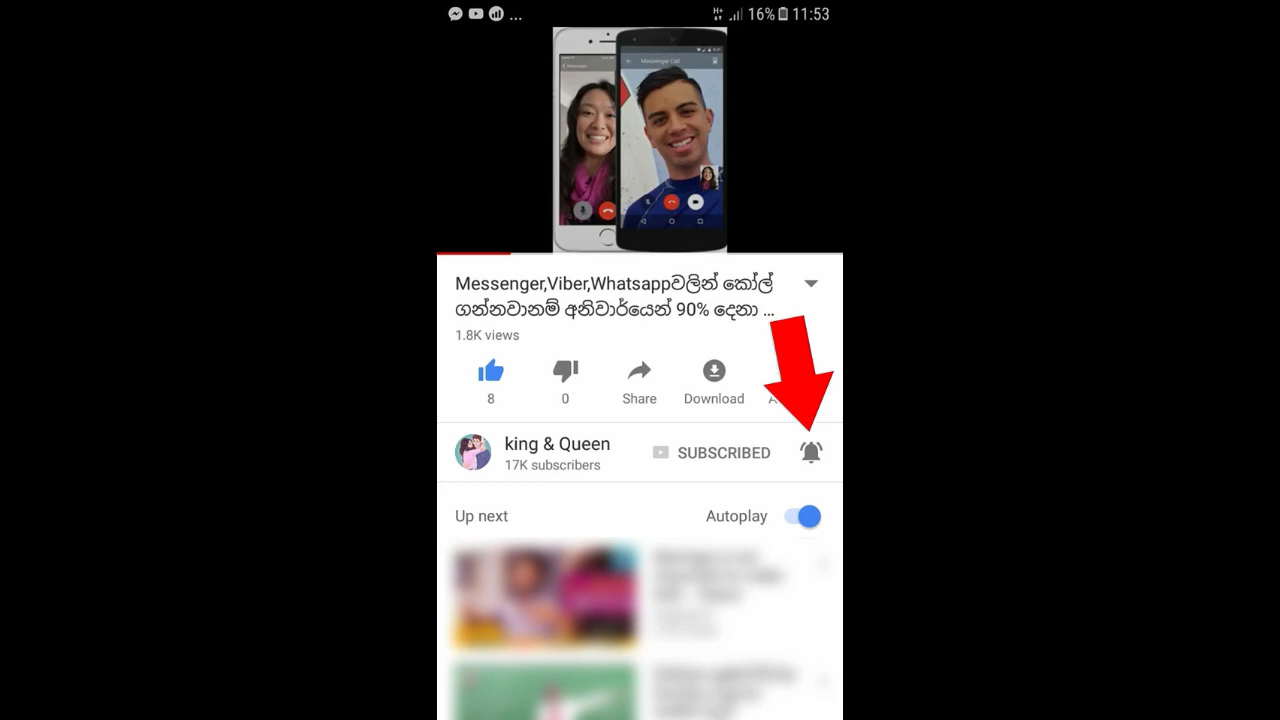 ... 16% 11:53
Messenger Call
Messenger,Viber,Whatsappවලින් කෝල්
ගන්නවානම් අනිවාර්යෙන් 90% දෙනා ...
1.8K views
8 0 Share Download A
king & Queen
17K subscribers
SUBSCRIBED
Up next Autoplay